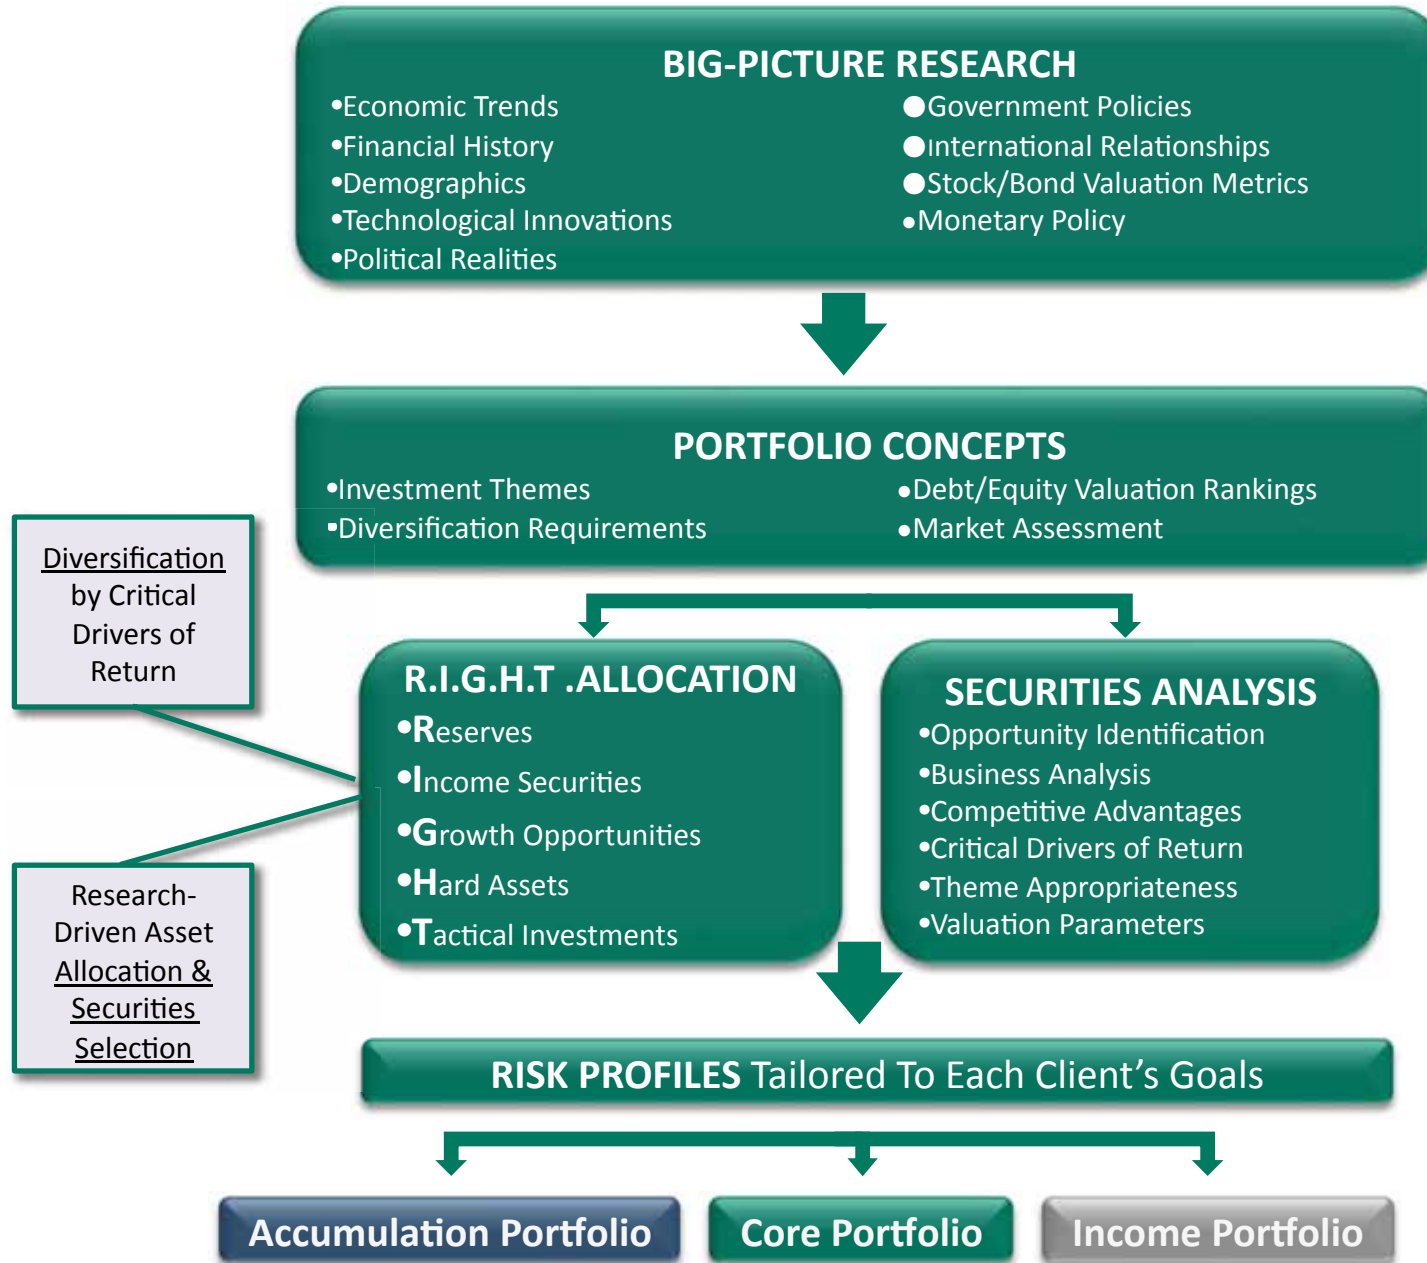 BIG-PICTURE RESEARCH
•Economic Trends
•Financial History
•Demographics
•Technological Innovations
•Political Realities
●Government Policies
●International Relationships
●Stock/Bond Valuation Metrics
●Monetary Policy
PORTFOLIO CONCEPTS
•Investment Themes
•Diversification Requirements
●Debt/Equity Valuation Rankings
●Market Assessment
Diversification
by Critical
Drivers of
Return
Research-
Driven Asset
Allocation &
Securities
Selection
R.I.G.H.T .ALLOCATION
•Reserves
•Income Securities
•Growth Opportunities
•Hard Assets
•Tactical Investments
SECURITIES ANALYSIS
•Opportunity Identification
•Business Analysis
•Competitive Advantages
•Critical Drivers of Return
•Theme Appropriateness
•Valuation Parameters
RISK PROFILES Tailored To Each Client’s Goals
Accumulation Portfolio
Core Portfolio
Income Portfolio